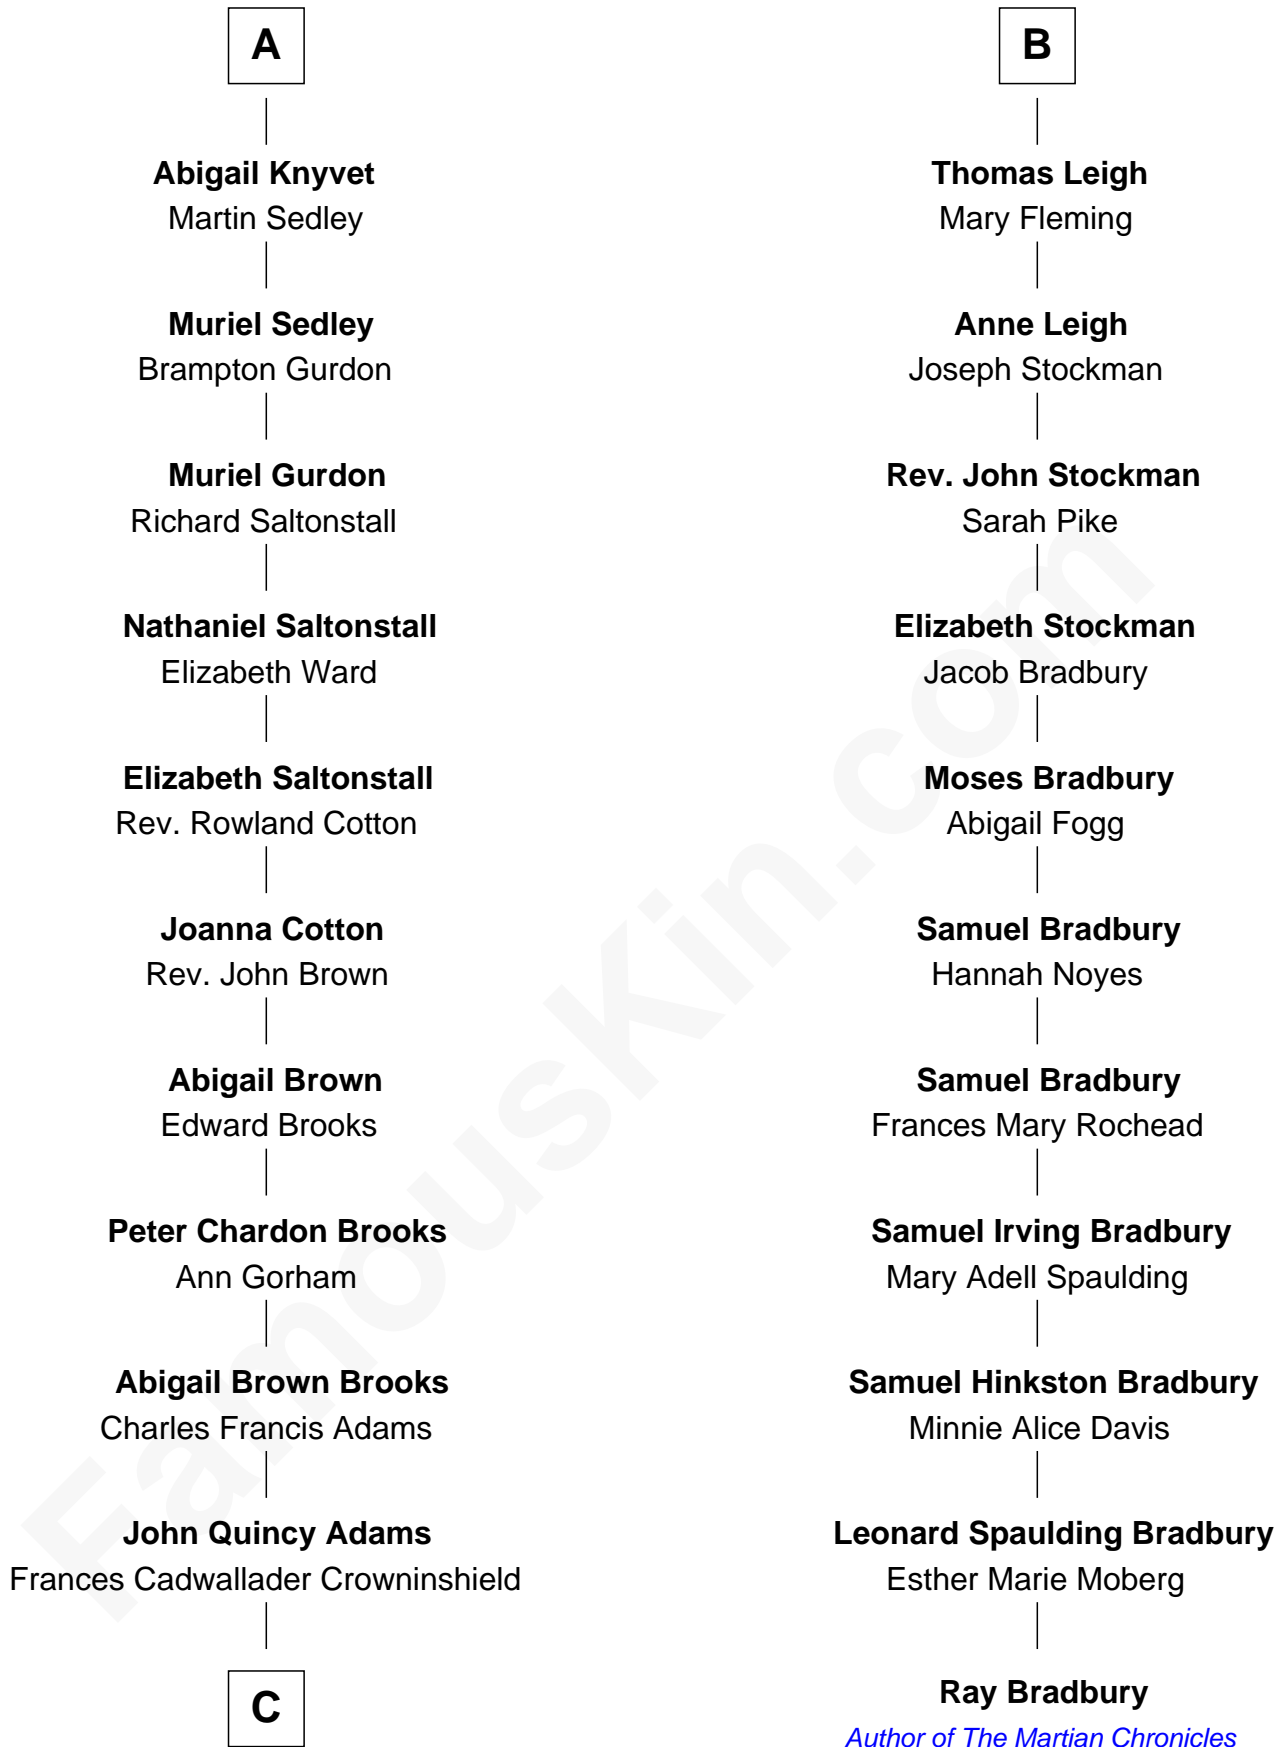 A
Abigail Knyvet
Martin Sedley
Muriel Sedley
Brampton Gurdon
Muriel Gurdon
Richard Saltonstall
Nathaniel Saltonstall
Elizabeth Ward
Elizabeth Saltonstall
Rev. Rowland Cotton
Joanna Cotton
Rev. John Brown
Abigail Brown
Edward Brooks
Peter Chardon Brooks
Ann Gorham
Abigail Brown Brooks
Charles Francis Adams
John Quincy Adams
Frances Cadwallader Crowninshield
C
B
Thomas Leigh
Mary Fleming
Anne Leigh
Joseph Stockman
Rev. John Stockman
Sarah Pike
Elizabeth Stockman
Jacob Bradbury
Moses Bradbury
Abigail Fogg
Samuel Bradbury
Hannah Noyes
Samuel Bradbury
Frances Mary Rochead
Samuel Irving Bradbury
Mary Adell Spaulding
Samuel Hinkston Bradbury
Minnie Alice Davis
Leonard Spaulding Bradbury
Esther Marie Moberg
Ray Bradbury
Author of The Martian Chronicles
FamousKin.com